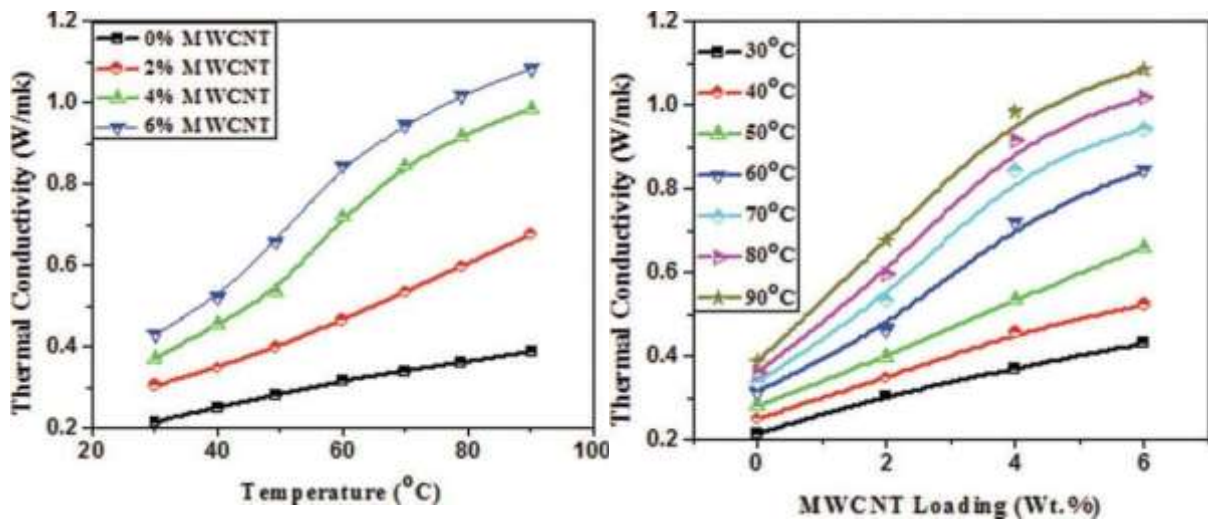 1.2
1.0
0.8
0.6
0.4
0.2
20
40
60
80
100
Thermal Conductivity (W/mk)
Temperature (°C)
0% MWCNT
2% MWCNT
4% MWCNT
6% MWCNT
1.2
1.0
0.8
0.6
0.4
0.2
0
2
4
6
Thermal Conductivity (W/mk)
MWCNT Loading (Wt.%)
30°C
40°C
50°C
60°C
70°C
80°C
90°C